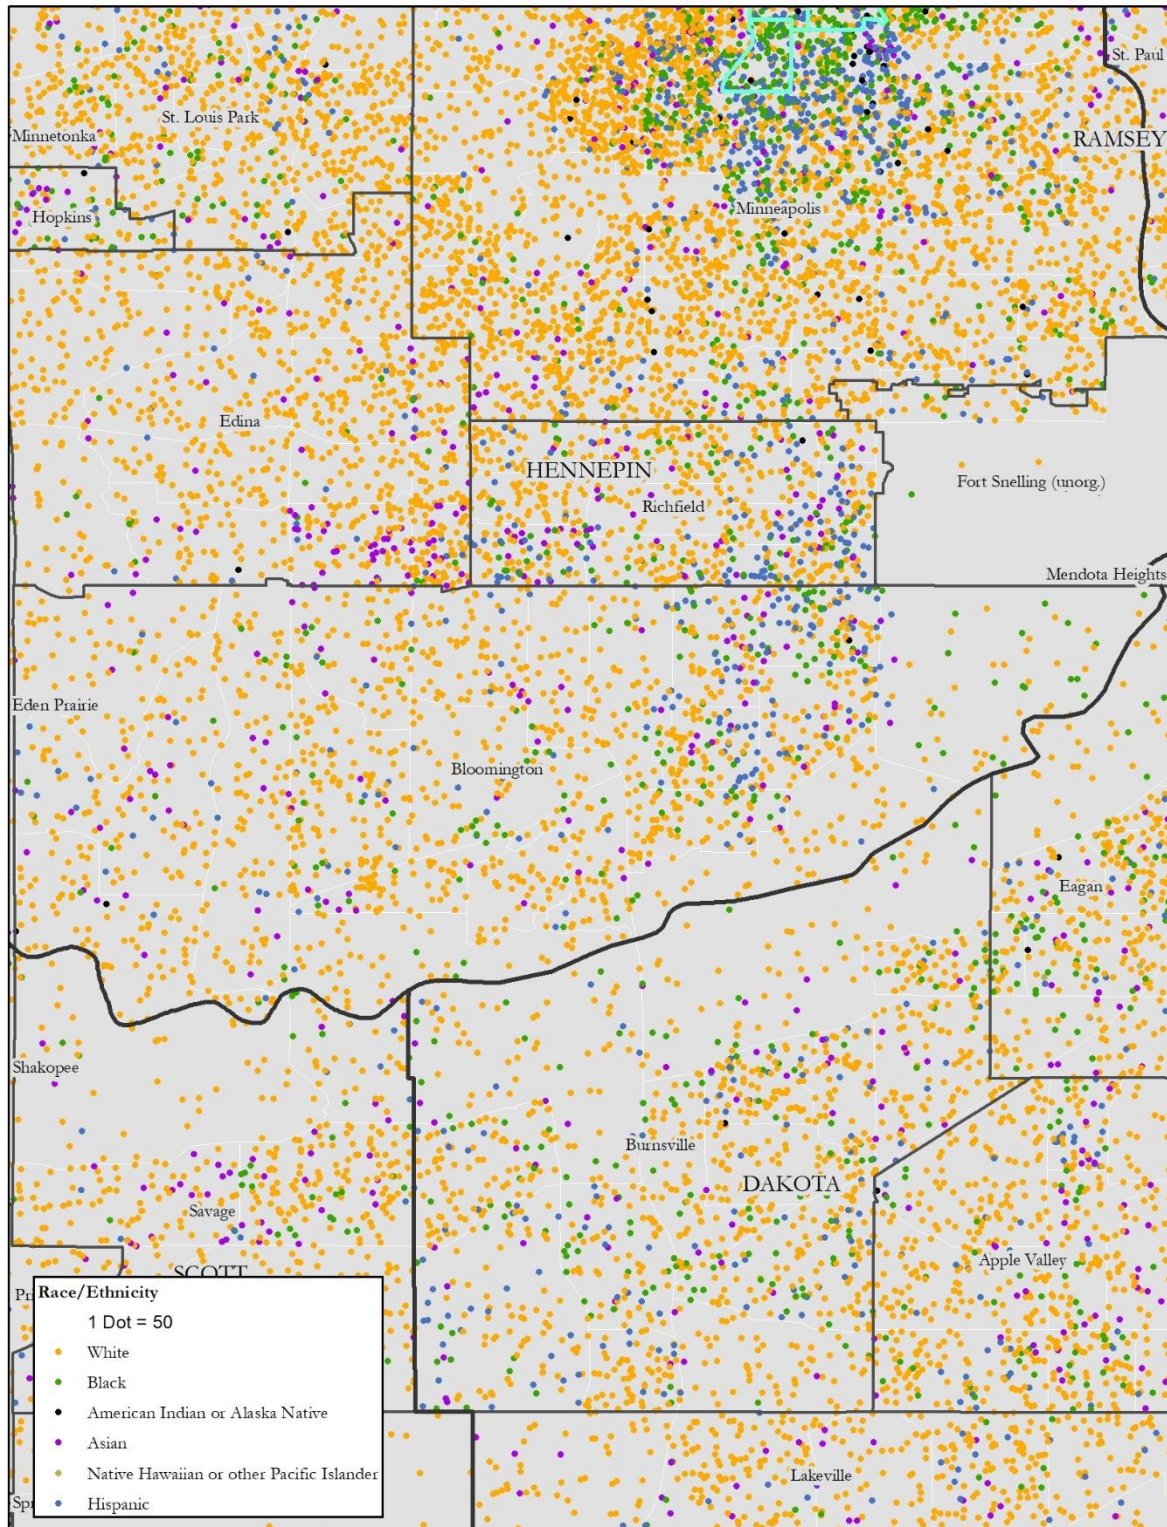 St. Paul
St. Louis Park
Minnetonka
RAMSEY
Hopkins
Minneapolis
Edina
HENNEPIN
Fort Snelling (unorg.)
Richfield
Mendota Heights
Eden Prairie
Bloomington
Eagan
Shakopee
Burnsville
DAKOTA
Savage
Apple Valley
SCOTT
Pri
Race/Ethnicity
1 Dot = 50
White
Black
American Indian or Alaska Native
Asian
Native Hawaiian or other Pacific Islander
Lakeville
Spr
Hispanic